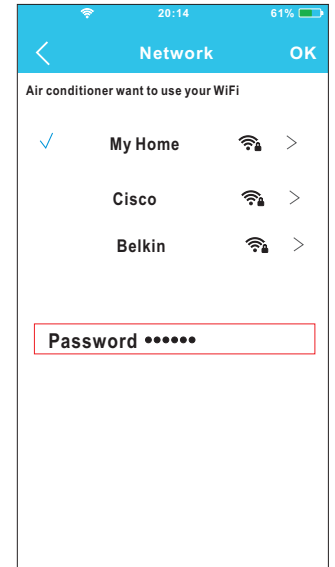 20:14 61%
Network OK
Air conditioner want to use your WiFi
My Home
Cisco
Belkin
Password ••••••